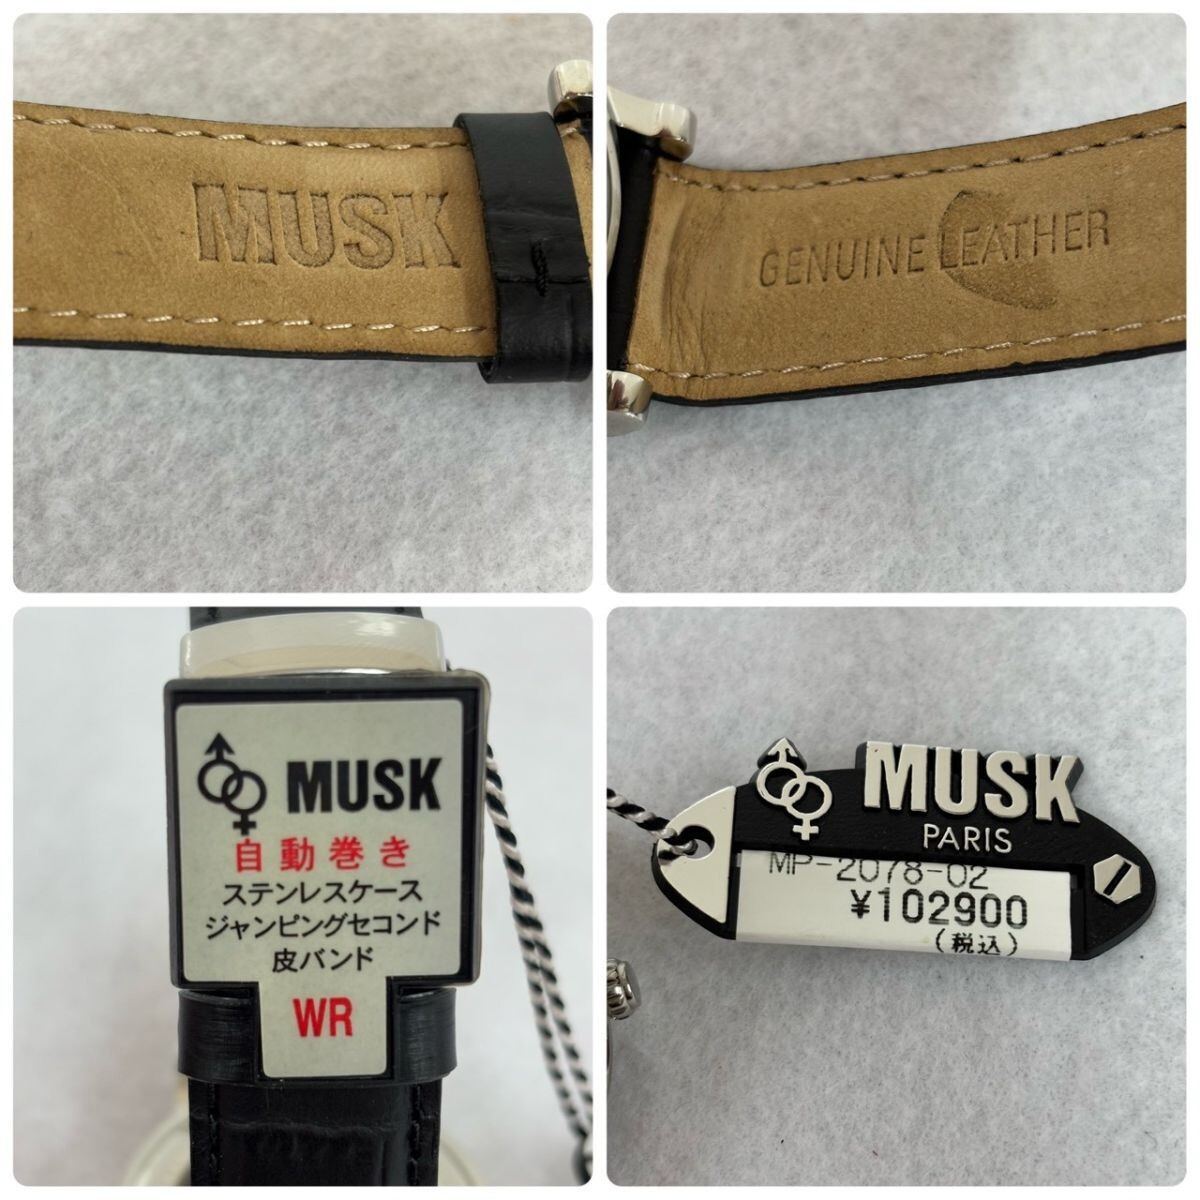 MUSK
GENUINE LEATHER
MUSK
自動巻き
ステンレスケース
ジャンピングセコンド
皮バンド
WR
MUSK
PARIS
MP-2078-02
¥102900
(税込)